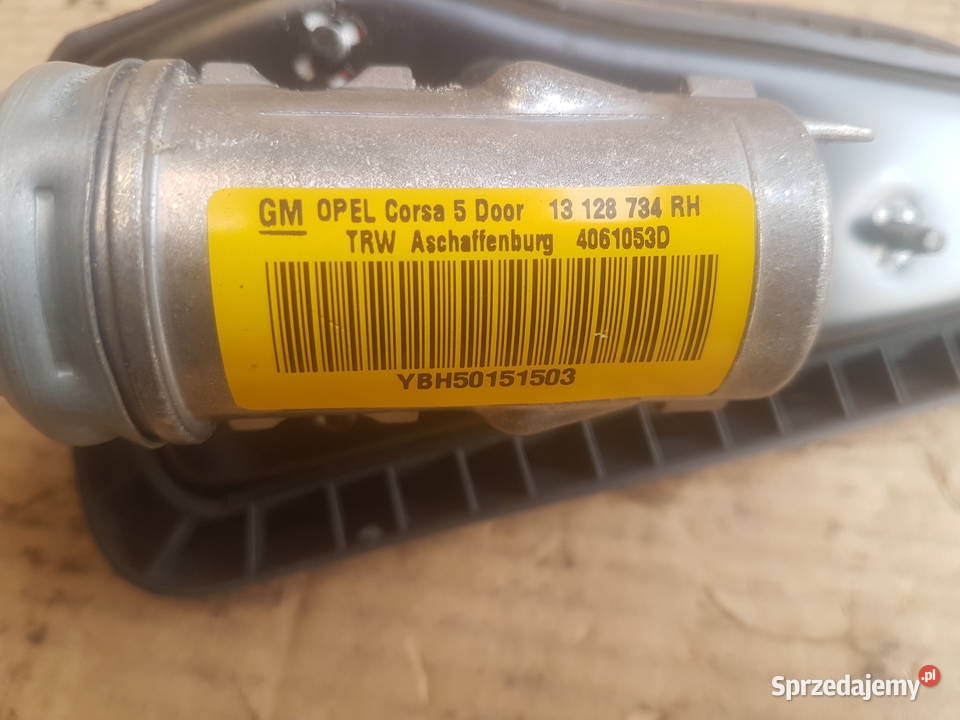 GM OPEL Corsa 5 Door 13 128 734 RH
TRW Aschaffenburg 4061053D
YBH50151503
Sprzedajemy.pl